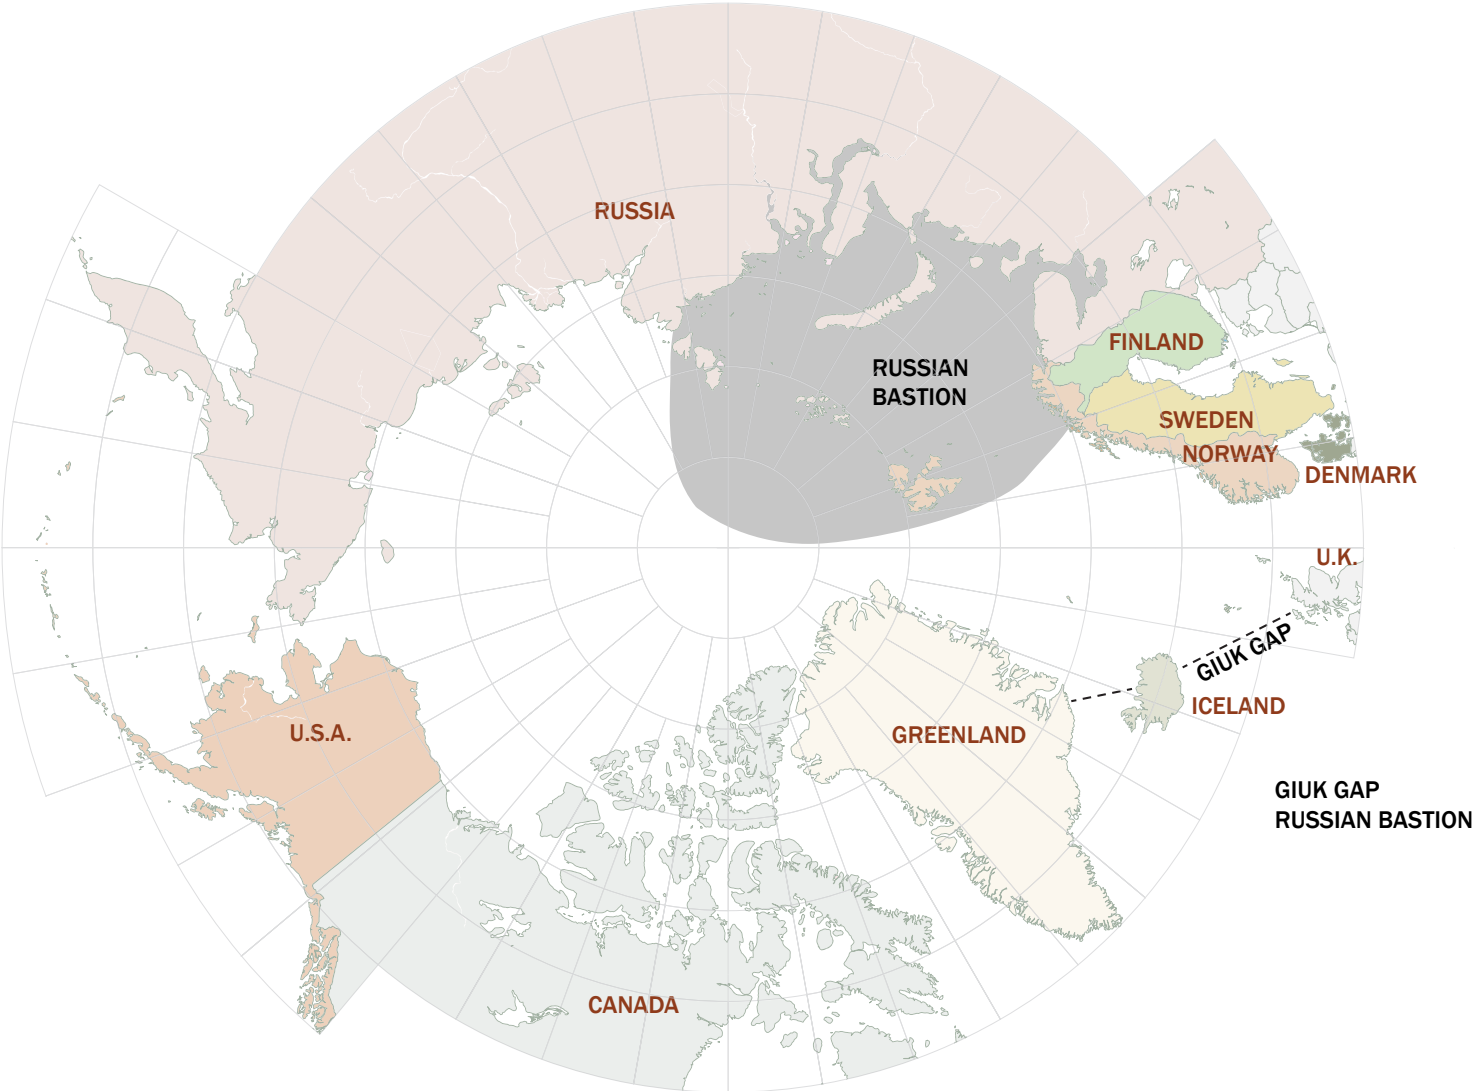 RUSSIA
RUSSIAN
BASTION
FINLAND
SWEDEN
NORWAY
DENMARK
U.K.
GIUK GAP
ICELAND
U.S.A.
GREENLAND
GIUK GAP
RUSSIAN BASTION
CANADA